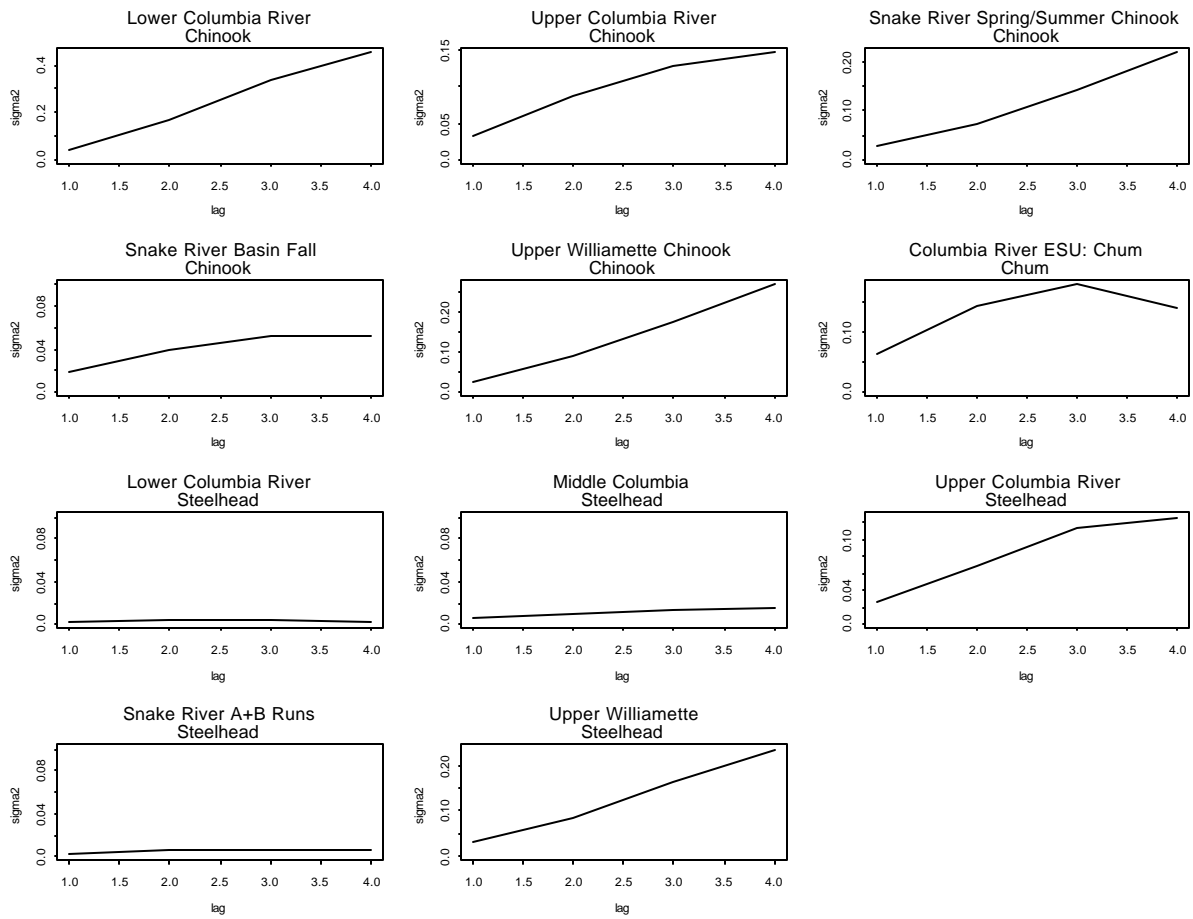 Lower Columbia River
Chinook
sigma2
0.0
0.2
0.4
1.0 1.5 2.0 2.5 3.0 3.5 4.0
lag
Upper Columbia River
Chinook
sigma2
0.0
0.05
0.15
1.0 1.5 2.0 2.5 3.0 3.5 4.0
lag
Snake River Spring/Summer Chinook
Chinook
sigma2
0.0
0.10
0.20
1.0 1.5 2.0 2.5 3.0 3.5 4.0
lag
Snake River Basin Fall
Chinook
sigma2
0.0
0.04
0.08
1.0 1.5 2.0 2.5 3.0 3.5 4.0
lag
Upper Williamette Chinook
Chinook
sigma2
0.0
0.10
0.20
1.0 1.5 2.0 2.5 3.0 3.5 4.0
lag
Columbia River ESU: Chum
Chum
sigma2
0.0
0.10
1.0 1.5 2.0 2.5 3.0 3.5 4.0
lag
Lower Columbia River
Steelhead
sigma2
0.0
0.04
0.08
1.0 1.5 2.0 2.5 3.0 3.5 4.0
lag
Middle Columbia
Steelhead
sigma2
0.0
0.04
0.08
1.0 1.5 2.0 2.5 3.0 3.5 4.0
lag
Upper Columbia River
Steelhead
sigma2
0.0
0.04
0.10
1.0 1.5 2.0 2.5 3.0 3.5 4.0
lag
Snake River A+B Runs
Steelhead
sigma2
0.0
0.04
0.08
1.0 1.5 2.0 2.5 3.0 3.5 4.0
lag
Upper Williamette
Steelhead
sigma2
0.0
0.10
0.20
1.0 1.5 2.0 2.5 3.0 3.5 4.0
lag